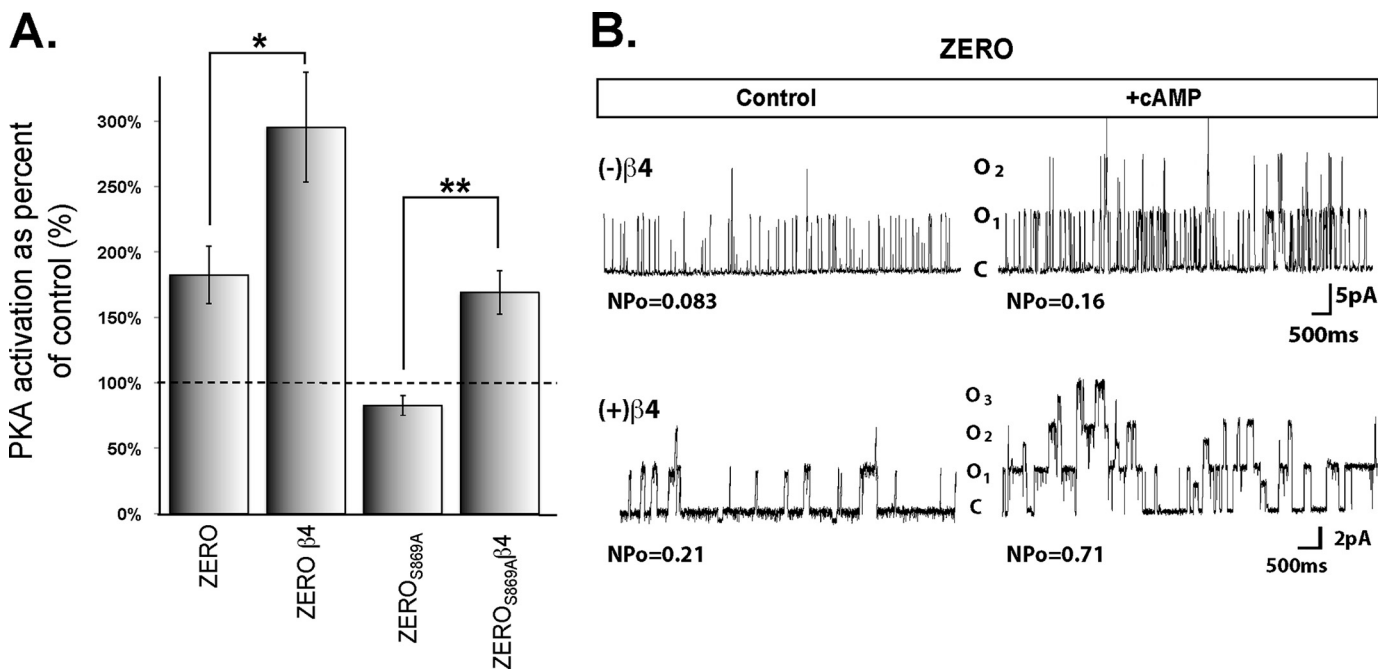 A.
PKA activation as percent
of control (%)
300%
250%
200%
150%
100%
50%
0%
*
**
ZERO
ZERO β4
ZERO_S869A
ZERO_S869Aβ4
B.
ZERO
Control +cAMP
(-)β4
O₂
O₁
C
NPo=0.083
NPo=0.16
5pA
500ms
(+)β4
O₃
O₂
O₁
C
NPo=0.21
NPo=0.71
2pA
500ms